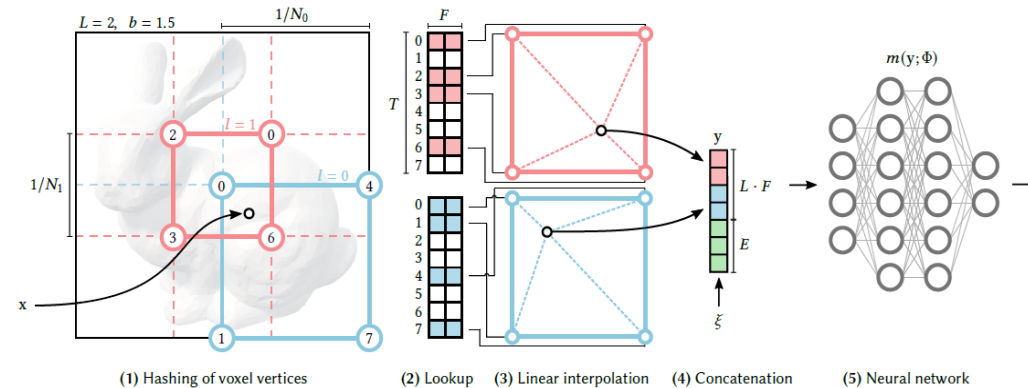 L = 2, b = 1.5
1/N₀
2
0
l = 1
1/N₁
0
l = 0
4
3
6
x
1
7
F
T
0
1
2
3
4
5
6
7
0
1
2
3
4
5
6
7
y
L · F
E
ξ
m(y; Φ)
(1) Hashing of voxel vertices
(2) Lookup
(3) Linear interpolation
(4) Concatenation
(5) Neural network